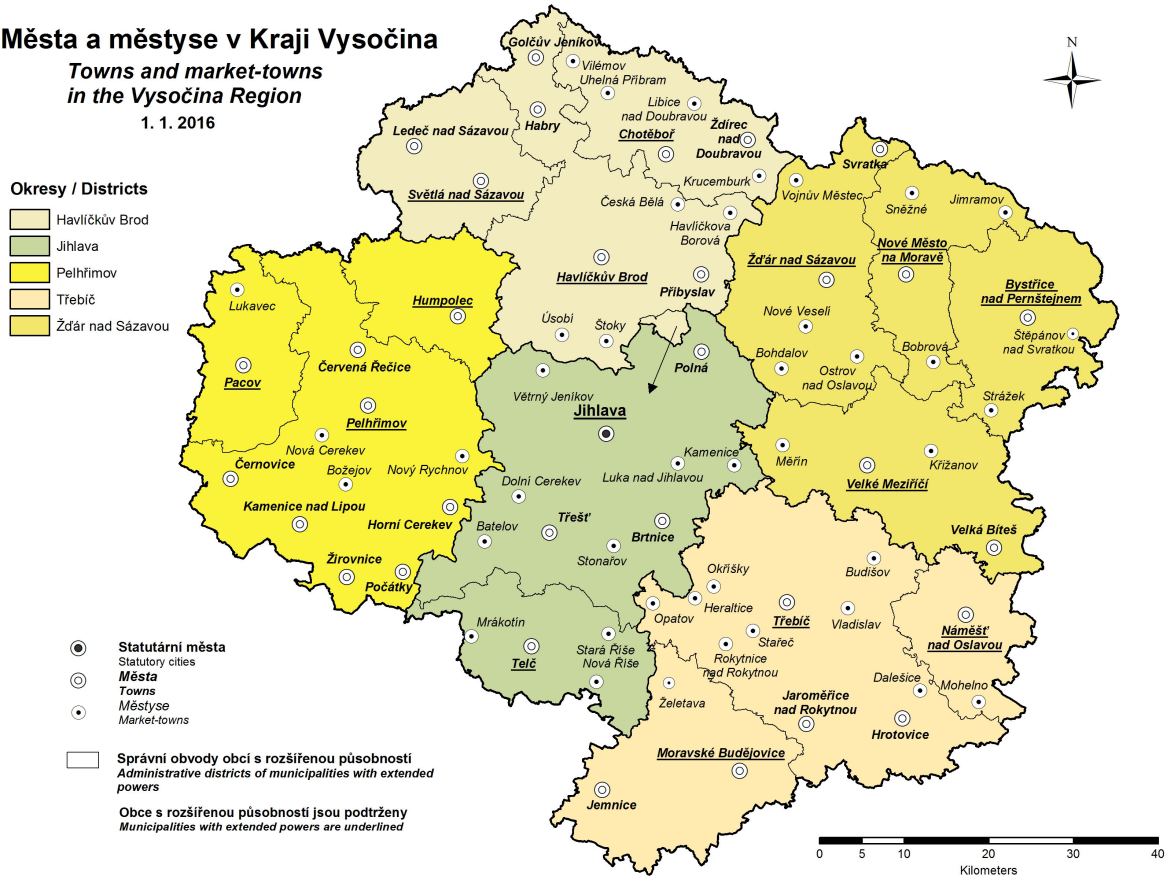 Města a městyse v Kraji Vysočina
Towns and market-towns
in the Vysočina Region
1. 1. 2016
N
Okresy / Districts
Havlíčkův Brod
Jihlava
Pelhřimov
Třebíč
Žďár nad Sázavou
Golčův Jeníkov
Vilémov
Uhelná Příbram
Habry
Libice
nad Doubravou
Ledeč nad Sázavou
Chotěboř
Ždírec
nad
Doubravou
Světlá nad Sázavou
Krucemburk
Česká Bělá
Havlíčkova
Borová
Havlíčkův Brod
Přibyslav
Úsobí
Štoky
Svratka
Vojnův Městec
Sněžné
Jimramov
Nové Město
na Moravě
Žďár nad Sázavou
Bystřice
nad Pernštejnem
Nové Veselí
Štěpánov
nad Svratkou
Bohdalov
Ostrov
nad Oslavou
Bobrová
Strážek
Měřín
Křižanov
Velké Meziříčí
Velká Bíteš
Lukavec
Humpolec
Pacov
Červená Řečice
Pelhřimov
Nová Cerekev
Černovice
Božejov
Nový Rychnov
Kamenice nad Lipou
Horní Cerekev
Žirovnice
Počátky
Polná
Větrný Jeníkov
Jihlava
Kamenice
Luka nad Jihlavou
Dolní Cerekev
Batelov
Třešť
Brtnice
Stonařov
Mrákotín
Telč
Stará Říše
Nová Říše
Okříšky
Budišov
Opatov
Heraltice
Třebíč
Vladislav
Náměšť
nad Oslavou
Stařeč
Rokytnice
nad Rokytnou
Dalešice
Mohelno
Želetava
Jaroměřice
nad Rokytnou
Hrotovice
Moravské Budějovice
Jemnice
Statutární města
Statutory cities
Města
Towns
Městyse
Market-towns
Správní obvody obcí s rozšířenou působností
Administrative districts of municipalities with extended
powers
Obce s rozšířenou působností jsou podtrženy
Municipalities with extended powers are underlined
0 5 10 20 30 40
Kilometers